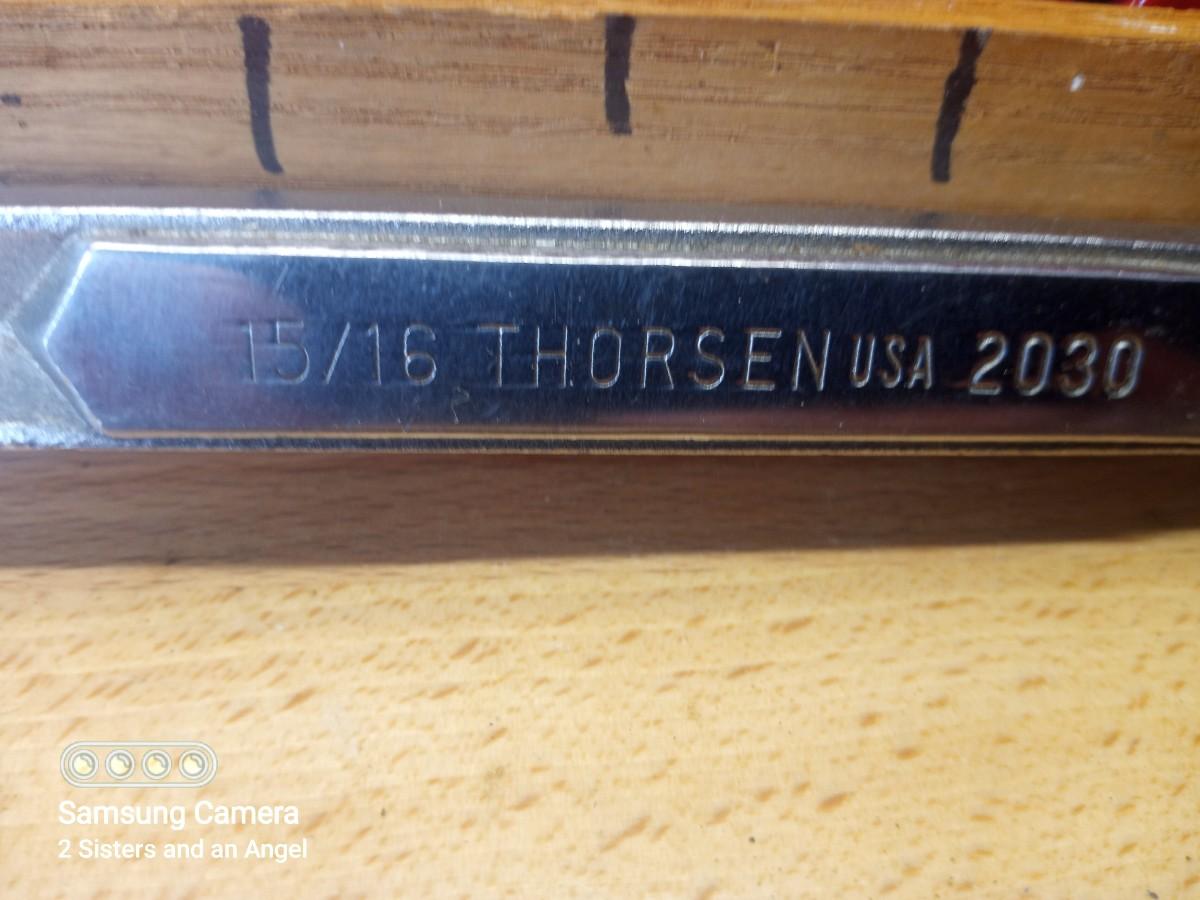 15/16 THORSEN USA 2030
Samsung Camera
2 Sisters and an Angel